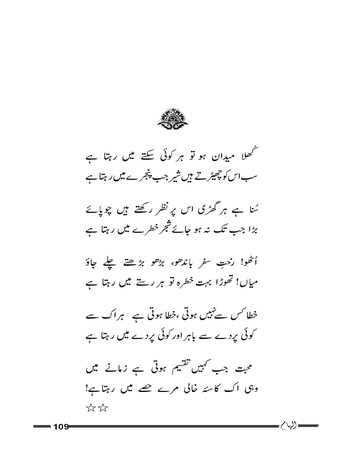 کُھلا میدان ہو تو ہر کوئی سکتے میں رہتا ہے
سب اس کو چھیڑتے ہیں شیر جب پنجرے میں رہتا ہے
سُنا ہے ہر گھڑی اس پر نظر رکھتے ہیں چوپائے
بڑا جب تک نہ ہو جائے شجر خطرے میں رہتا ہے
اُٹھو! رختِ سفر باندھو، بڑھو بڑھتے چلے جاؤ
میاں! تھوڑا بہت خطرہ تو ہر رستے میں رہتا ہے
خطا کس سے نہیں ہوتی ،خطا ہوتی ہے ہر اک سے
کوئی پردے سے باہر اور کوئی پردے میں رہتا ہے
محبت جب کہیں تقسیم ہوتی ہے زمانے میں
وہی اک کاسئہ خالی مرے حصے میں رہتا ہے!
☆☆
109